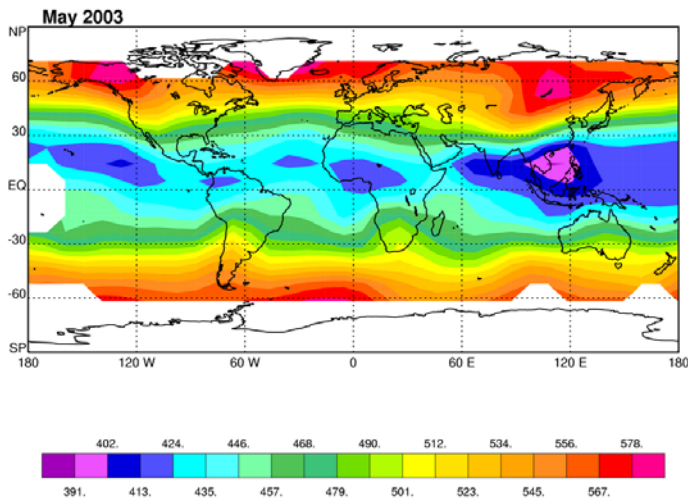 May 2003
NP
60
30
EQ
-30
-60
SP
180 120 W 60 W 0 60 E 120 E 180
402. 424. 446. 468. 490. 512. 534. 556. 578.
391. 413. 435. 457. 479. 501. 523. 545. 567.